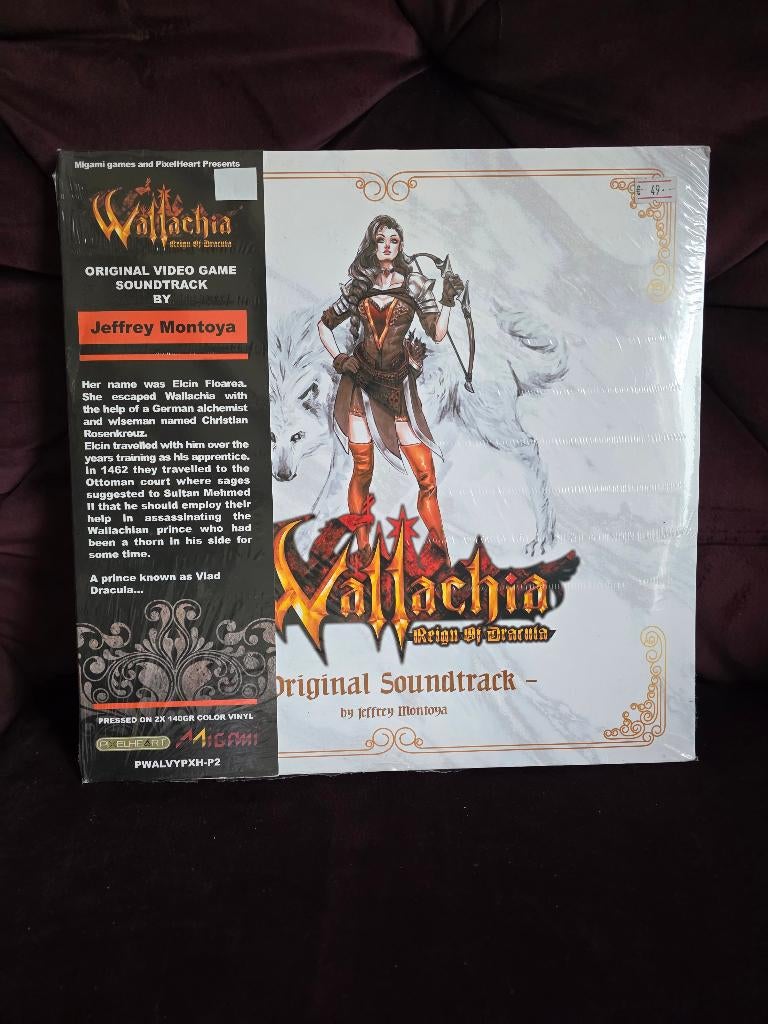 Migami games and PixelHeart Presents
Wallachia
Reign Of Dracula
ORIGINAL VIDEO GAME
SOUNDTRACK
BY
Jeffrey Montoya
Her name was Elcin Floarea.
She escaped Wallachia with
the help of a German alchemist
and wiseman named Christian
Rosenkreuz.
Elcin travelled with him over the
years training as his apprentice.
In 1462 they travelled to the
Ottoman court where sages
suggested to Sultan Mehmed
II that he should employ their
help in assassinating the
Wallachian prince who had
been a thorn in his side for
some time.
A prince known as Vlad
Dracula...
PRESSED ON 2X 140GR COLOR VINYL
PIXELHEART MIGAMI
PWALVYPXH-P2
€ 49.-
Wallachia
Reign Of Dracula
Original Soundtrack –
by Jeffrey Montoya